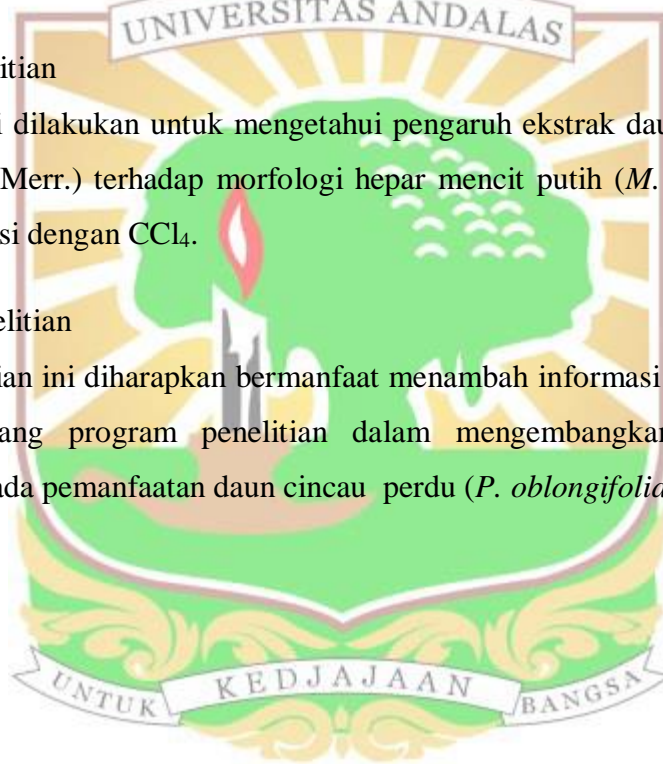 UNIVERSITAS ANDALAS
itian
i dilakukan untuk mengetahui pengaruh ekstrak dau
Merr.) terhadap morfologi hepar mencit putih (M.
si dengan CCl₄.
elitian
ian ini diharapkan bermanfaat menambah informasi
ang program penelitian dalam mengembangkan
ada pemanfaatan daun cincau perdu (P. oblongifolia
UNTUK KEDJAJAAN BANGSA